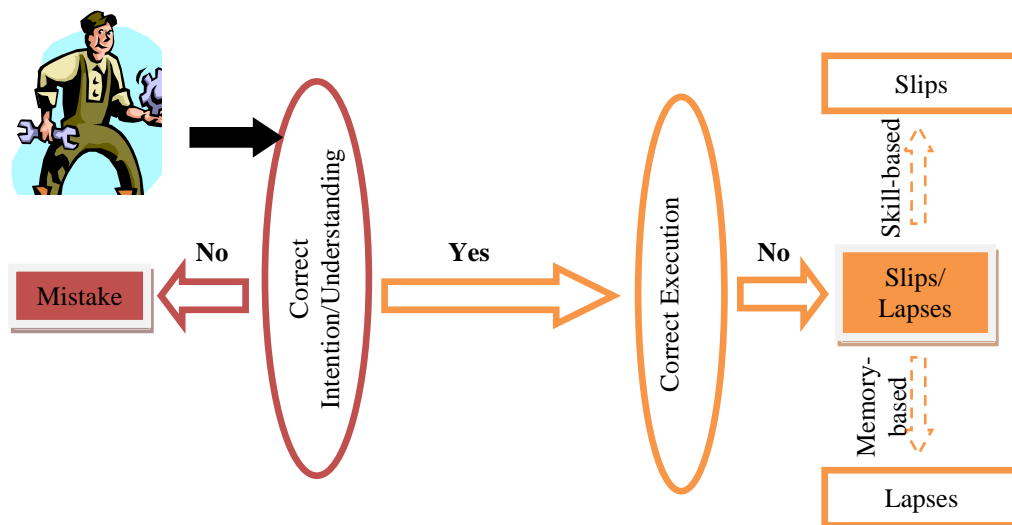 Slips
Skill-based
Correct
Intention/Understanding
Correct Execution
No
Yes
No
Mistake
Slips/
Lapses
Memory-
based
Lapses